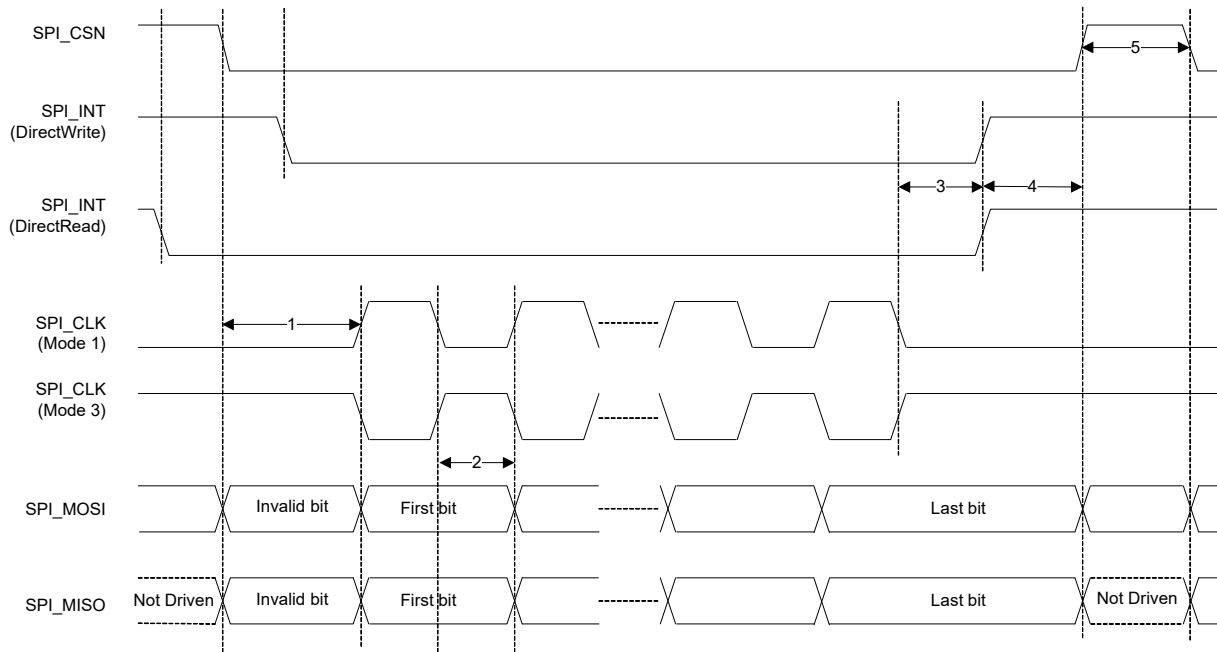 SPI_CSN
5
SPI_INT
(DirectWrite)
3
4
SPI_INT
(DirectRead)
SPI_CLK
(Mode 1)
1
SPI_CLK
(Mode 3)
2
SPI_MOSI
Invalid bit
First bit
Last bit
SPI_MISO
Not Driven
Invalid bit
First bit
Last bit
Not Driven